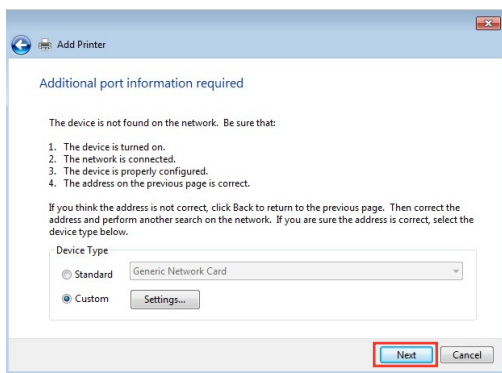 Add Printer
Additional port information required
The device is not found on the network. Be sure that:
1. The device is turned on.
2. The network is connected.
3. The device is properly configured.
4. The address on the previous page is correct.
If you think the address is not correct, click Back to return to the previous page. Then correct the
address and perform another search on the network. If you are sure the address is correct, select the
device type below.
Device Type
Standard Generic Network Card
Custom Settings...
Next Cancel